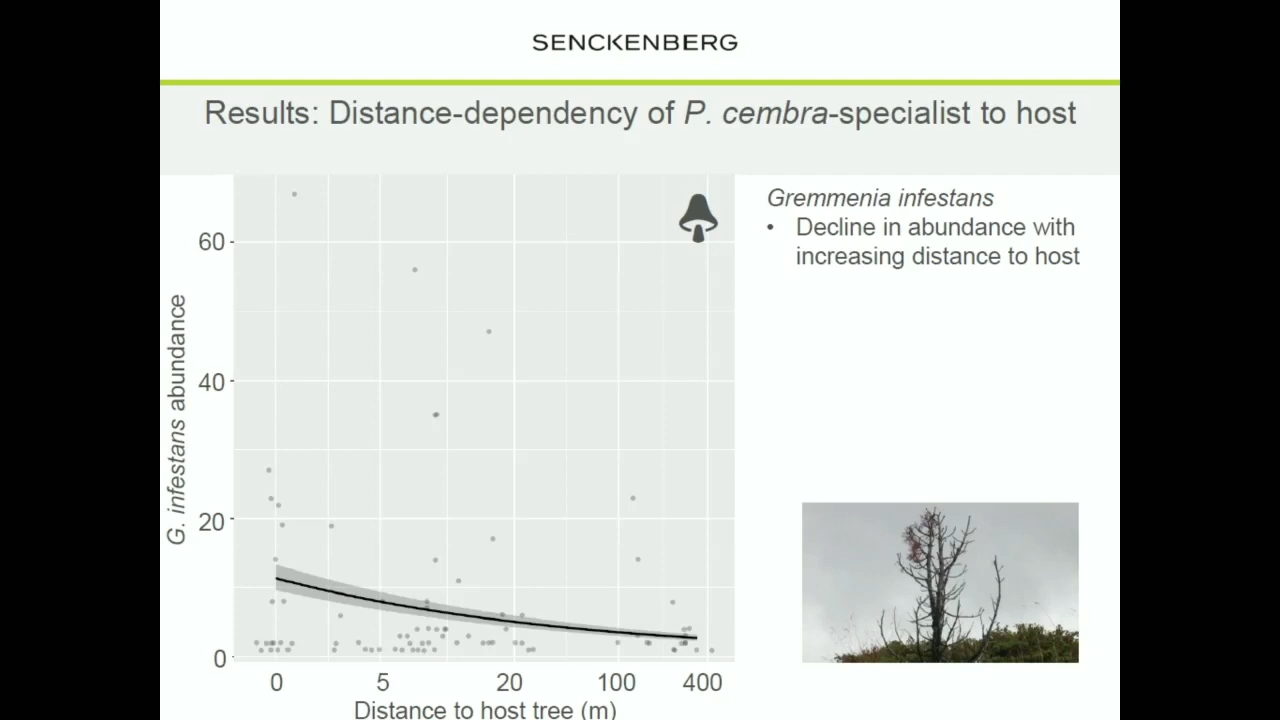 SENCKENBERG
Results: Distance-dependency of P. cembra-specialist to host
Gremmenia infestans
• Decline in abundance with
increasing distance to host
G. infestans abundance
60
40
20
0
0 5 20 100 400
Distance to host tree (m)